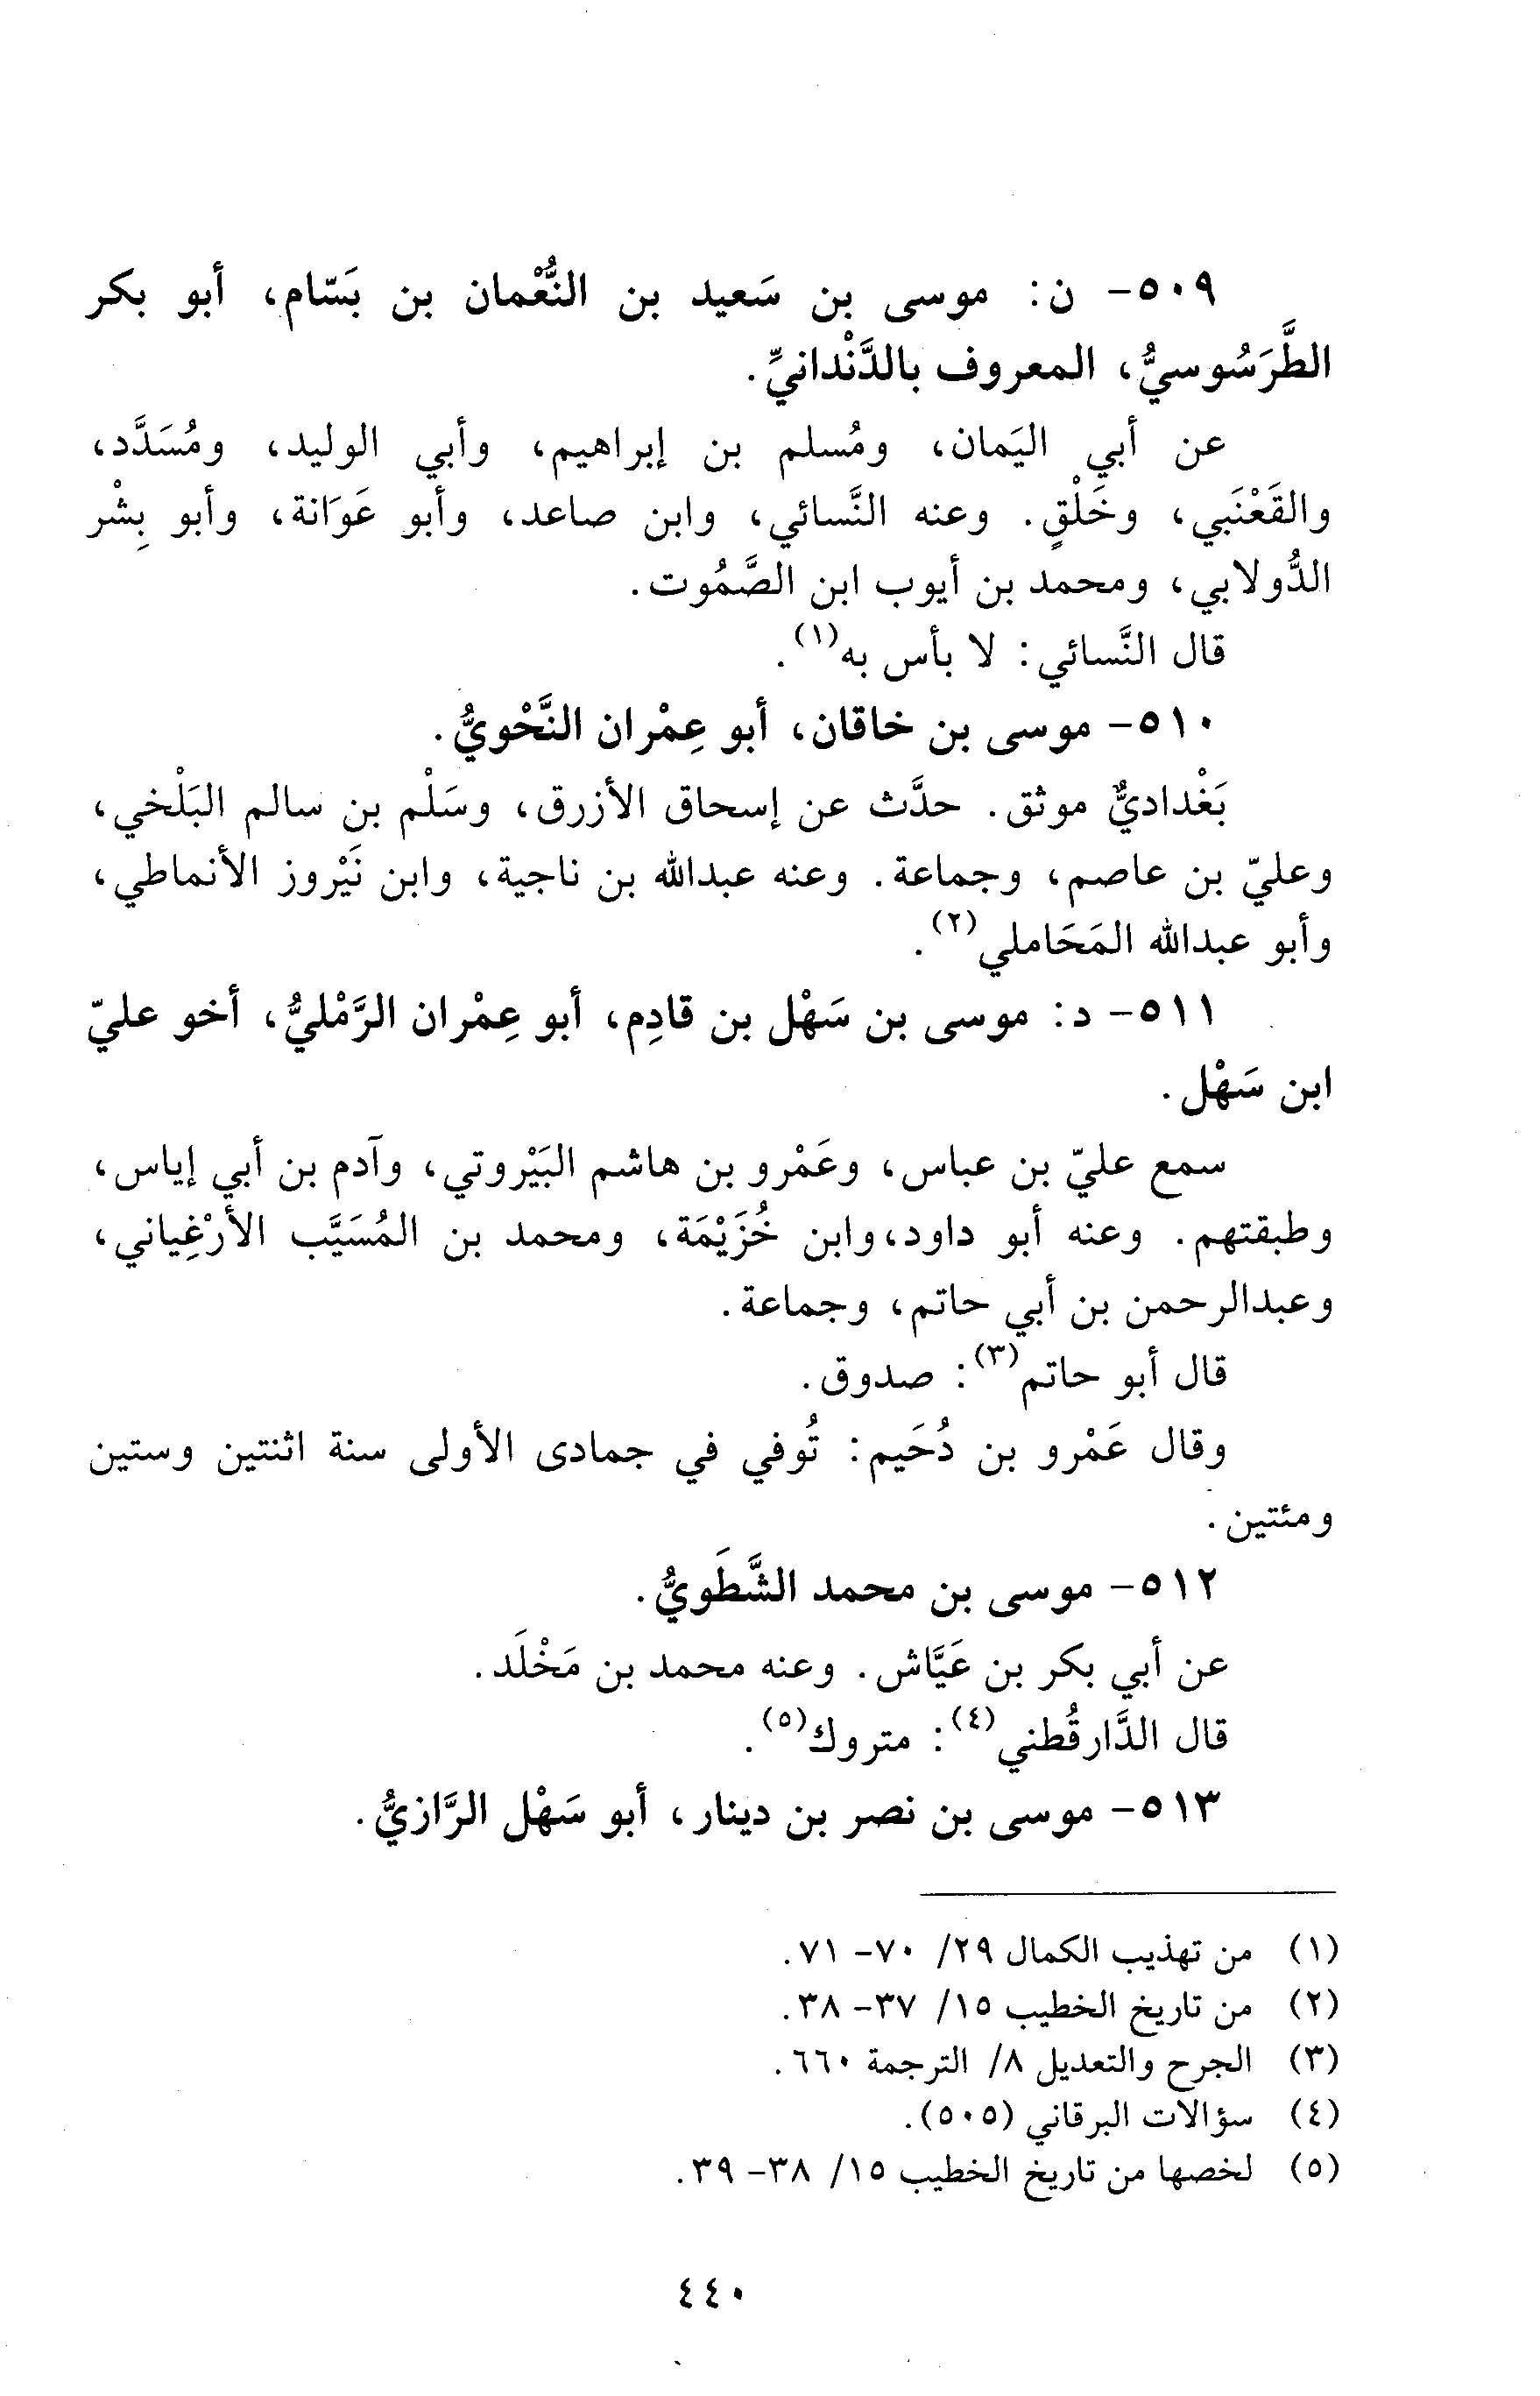 ٥٠٩- ن: موسى بن سَعيد بن النُّعْمان بن بَسّام، أبو بكر
الطَّرَسُوسيُّ، المعروف بالدَّنْدانيِّ.
عن أبي اليَمان، ومُسلم بن إبراهيم، وأبي الوليد، ومُسَدَّد،
والقَعْنَبي، وخَلْقٍ. وعنه النَّسائي، وابن صاعد، وأبو عَوَانة، وأبو بِشْر
الدُّولابي، ومحمد بن أيوب ابن الصَّمُوت.
قال النَّسائي: لا بأس به(١).
٥١٠- موسى بن خاقان، أبو عِمْران النَّحْويُّ.
بَغْداديٌّ موثق. حدَّث عن إسحاق الأزرق، وسَلْم بن سالم البَلْخي،
وعليّ بن عاصم، وجماعة. وعنه عبدالله بن ناجية، وابن نَيْروز الأنماطي،
وأبو عبدالله المَحَاملي(٢).
٥١١- د: موسى بن سَهْل بن قادِم، أبو عِمْران الرَّمْليُّ، أخو عليّ
ابن سَهْل.
سمع عليّ بن عباس، وعَمْرو بن هاشم البَيْروتي، وآدم بن أبي إياس،
وطبقتهم. وعنه أبو داود،وابن خُزَيْمَة، ومحمد بن المُسَيَّب الأرْغِياني،
وعبدالرحمن بن أبي حاتم، وجماعة.
قال أبو حاتم(٣): صدوق.
وقال عَمْرو بن دُحَيم: تُوفي في جمادى الأولى سنة اثنتين وستين
ومئتين.
٥١٢- موسى بن محمد الشَّطَويُّ.
عن أبي بكر بن عَيَّاش. وعنه محمد بن مَخْلَد.
قال الدَّارقُطني(٤): متروك(٥).
٥١٣- موسى بن نصر بن دينار، أبو سَهْل الرَّازيُّ.
(١) من تهذيب الكمال ٢٩/ ٧٠- ٧١.
(٢) من تاريخ الخطيب ١٥/ ٣٧- ٣٨.
(٣) الجرح والتعديل ٨/ الترجمة ٦٦٠.
(٤) سؤالات البرقاني (٥٠٥).
(٥) لخصها من تاريخ الخطيب ١٥/ ٣٨- ٣٩.
٤٤٠